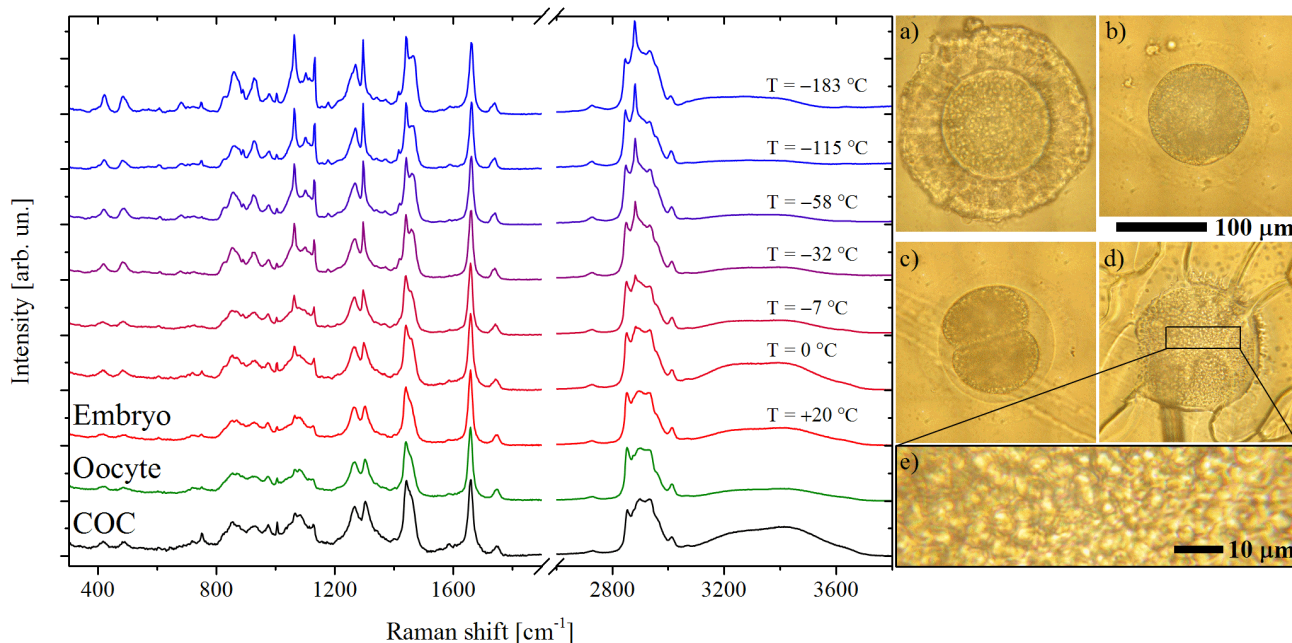 Intensity [arb. un.]
T = –183 °C
T = –115 °C
T = –58 °C
T = –32 °C
T = –7 °C
T = 0 °C
Embryo
T = +20 °C
Oocyte
COC
400 800 1200 1600 2800 3200 3600
Raman shift [cm⁻¹]
a)
b)
100 μm
c)
d)
e)
10 μm